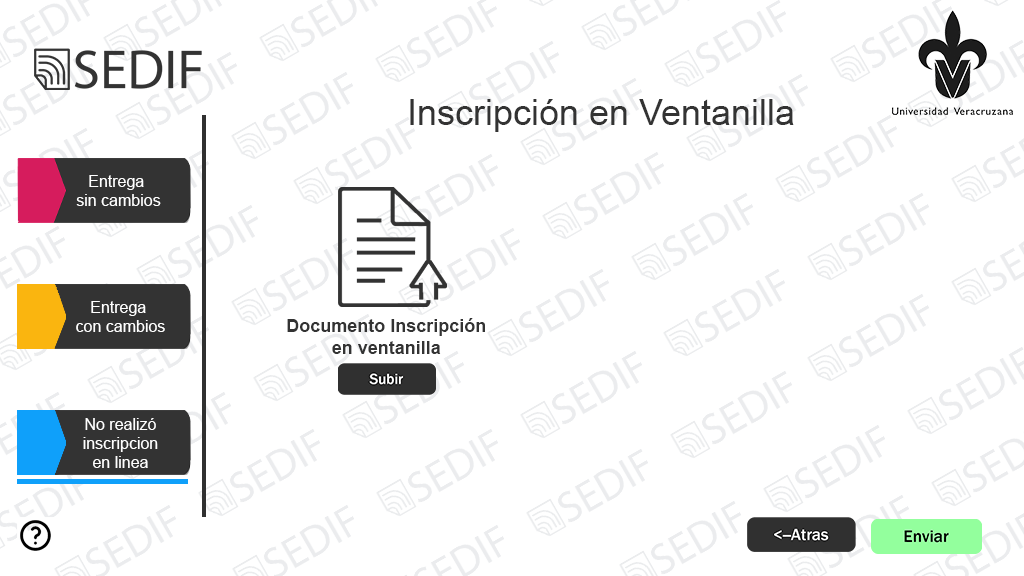 SEDIF
Universidad Veracruzana
Inscripción en Ventanilla
Entrega
sin cambios
Entrega
con cambios
No realizó
inscripcion
en linea
Documento Inscripción
en ventanilla
Subir
?
<–Atras
Enviar